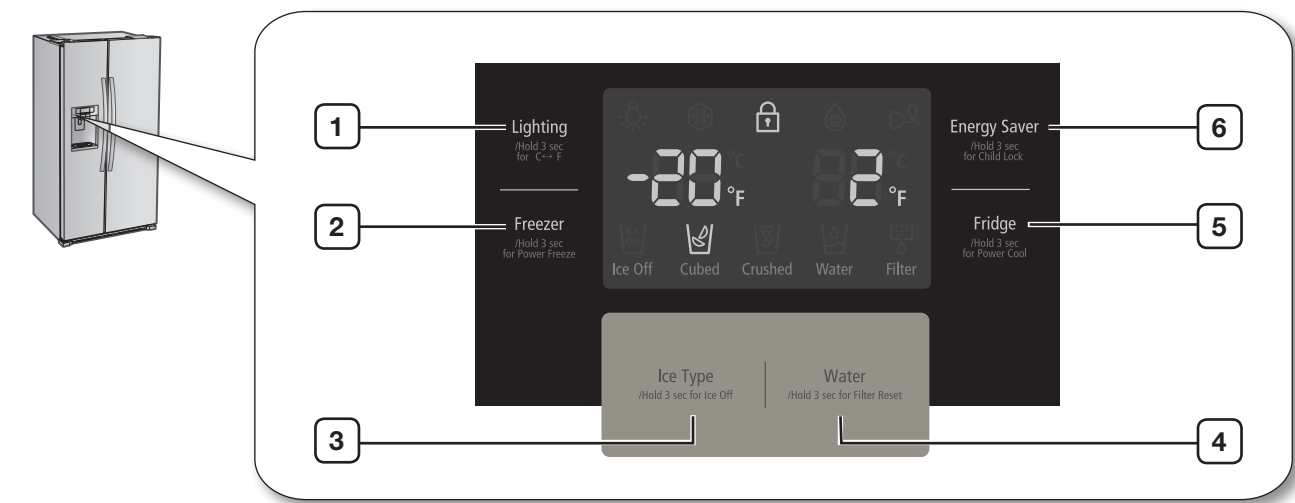 1
Lighting
/Hold 3 sec
for C↔ F
2
Freezer
/Hold 3 sec
for Power Freeze
-20 °C °F
2 °C °F
Ice Off Cubed Crushed Water Filter
Energy Saver
/Hold 3 sec
for Child Lock
6
Fridge
/Hold 3 sec
for Power Cool
5
Ice Type
/Hold 3 sec for Ice Off
Water
/Hold 3 sec for Filter Reset
3
4